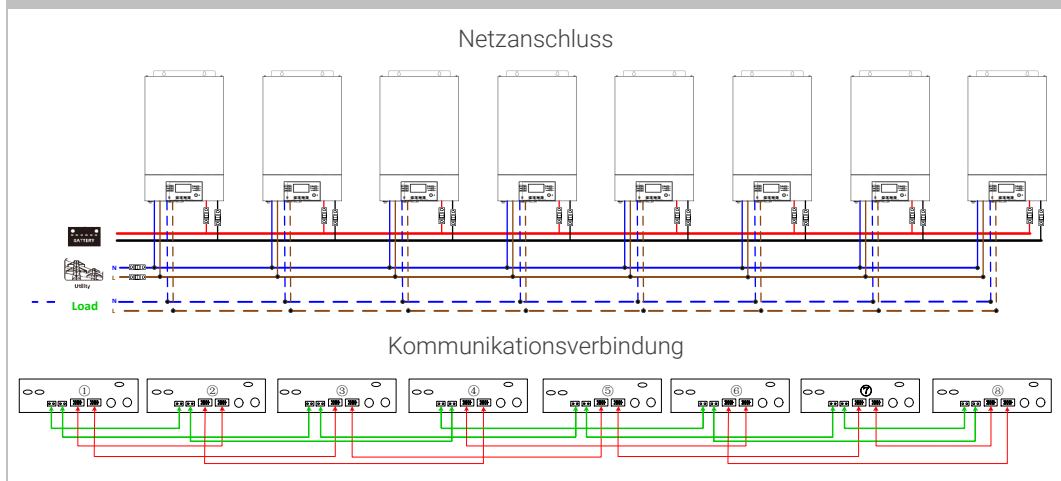 Netzanschluss
BATTERY
N
L
Utility
Load
N
L
Kommunikationsverbindung
① ② ③ ④ ⑤ ⑥ ⑦ ⑧